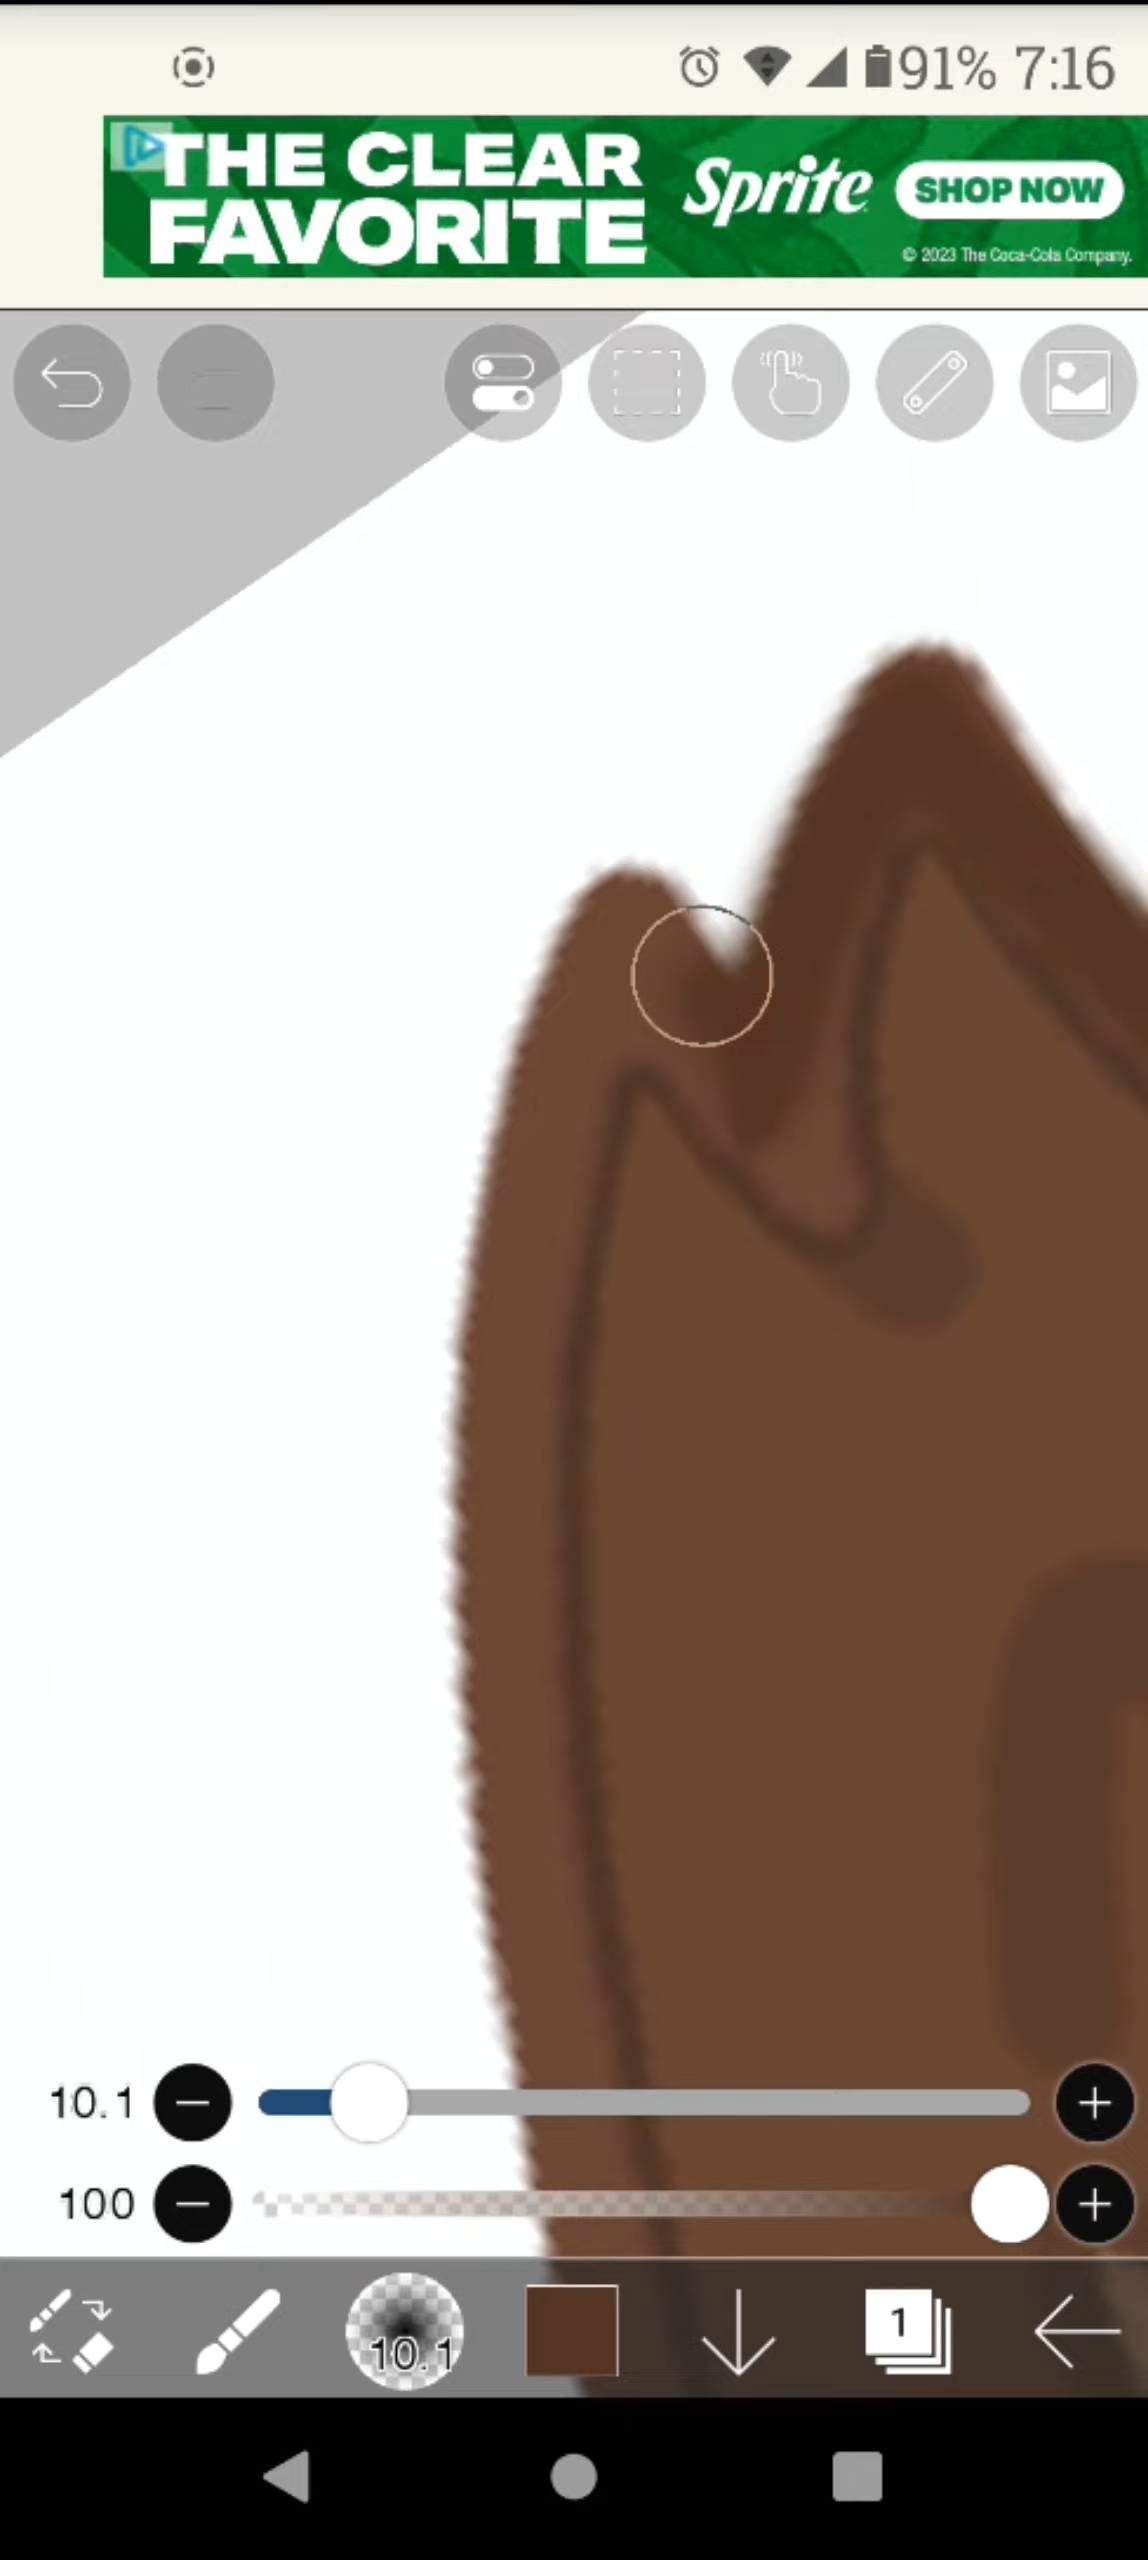 91% 7:16
THE CLEAR
FAVORITE
Sprite
SHOP NOW
© 2023 The Coca-Cola Company.
10.1
100
10.1
1